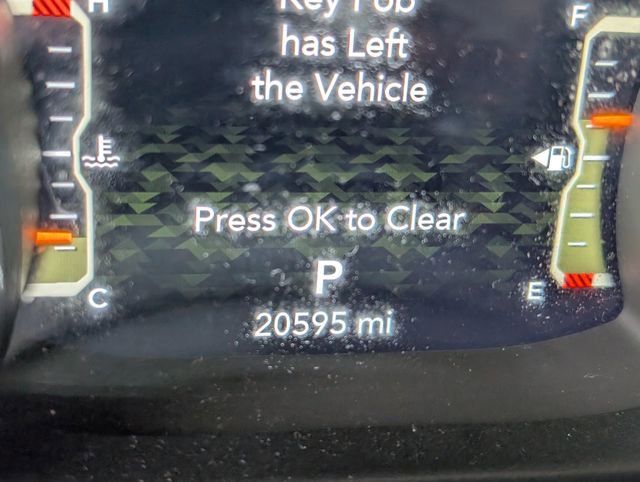 H
Key Fob
has Left
the Vehicle
F
Press OK to Clear
P
C
E
20595 mi